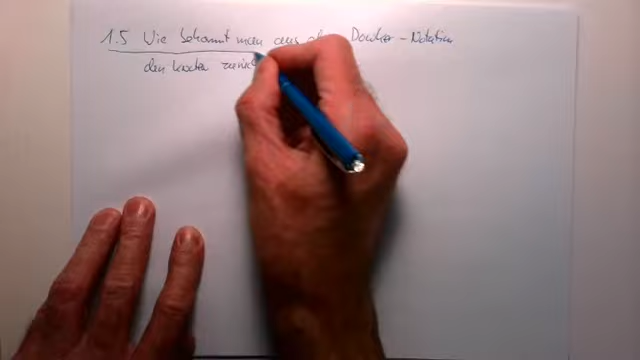 1.5 Wie bekommt man aus der Dowker-Notation
den Knoten zurück